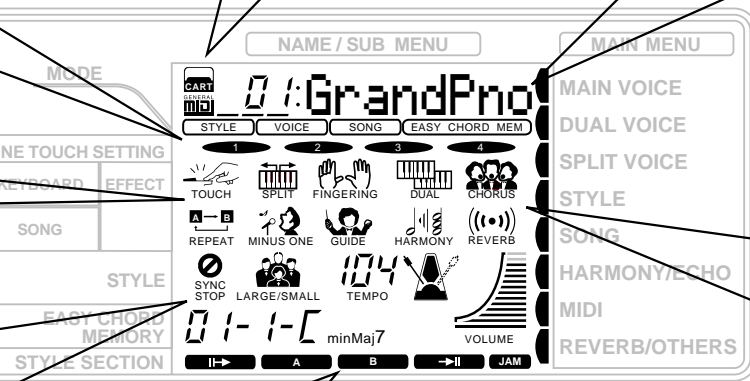 NAME / SUB MENU
MAIN MENU
MODE
CART
GENERAL
MIDI
_01:GrandPno
STYLE VOICE SONG EASY CHORD MEM
1 2 3 4
NE TOUCH SETTING
KEYBOARD EFFECT
SONG
STYLE
EASY CHORD
MEMORY
STYLE SECTION
TOUCH SPLIT FINGERING DUAL CHORUS
A B
REPEAT MINUS ONE GUIDE HARMONY REVERB
SYNC
STOP LARGE/SMALL
104
TEMPO
01-1-C minMaj7
VOLUME
A B JAM
MAIN VOICE
DUAL VOICE
SPLIT VOICE
STYLE
SONG
HARMONY/ECHO
MIDI
REVERB/OTHERS